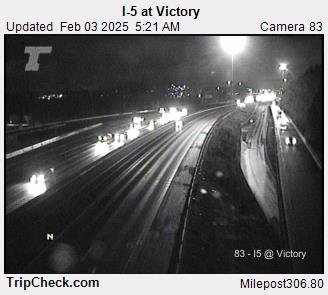 I-5 at Victory
Updated  Feb 03 2025  5:21 AM
Camera 83
T
N
83 - I5 @ Victory
TripCheck.com
Milepost306.80